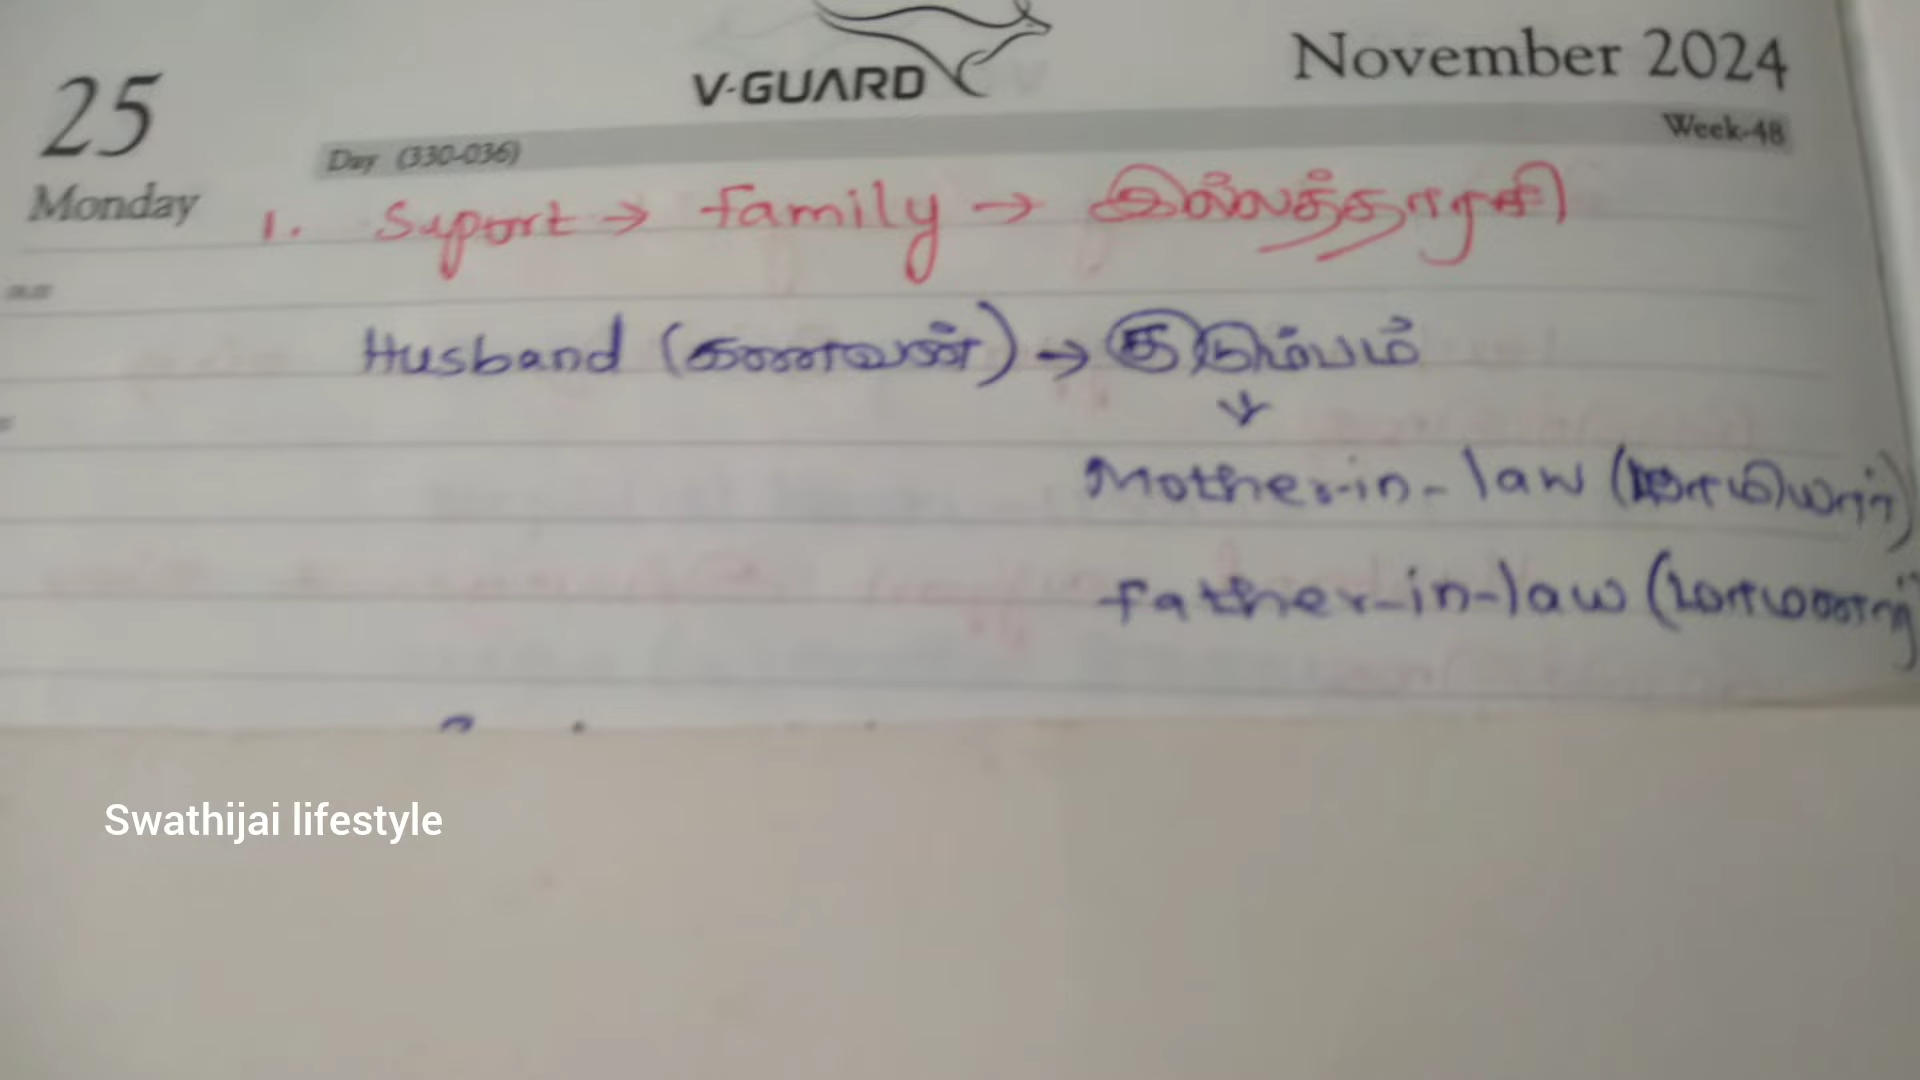 25
Monday
V-GUARD
November 2024
Week-48
Day (330-036)
1. Suport → family → இல்லத்தரசி
Husband (கணவன்) → குடும்பம்
↓
Mother-in-law (மாமியார்)
father-in-law (மாமனார்)
Swathijai lifestyle